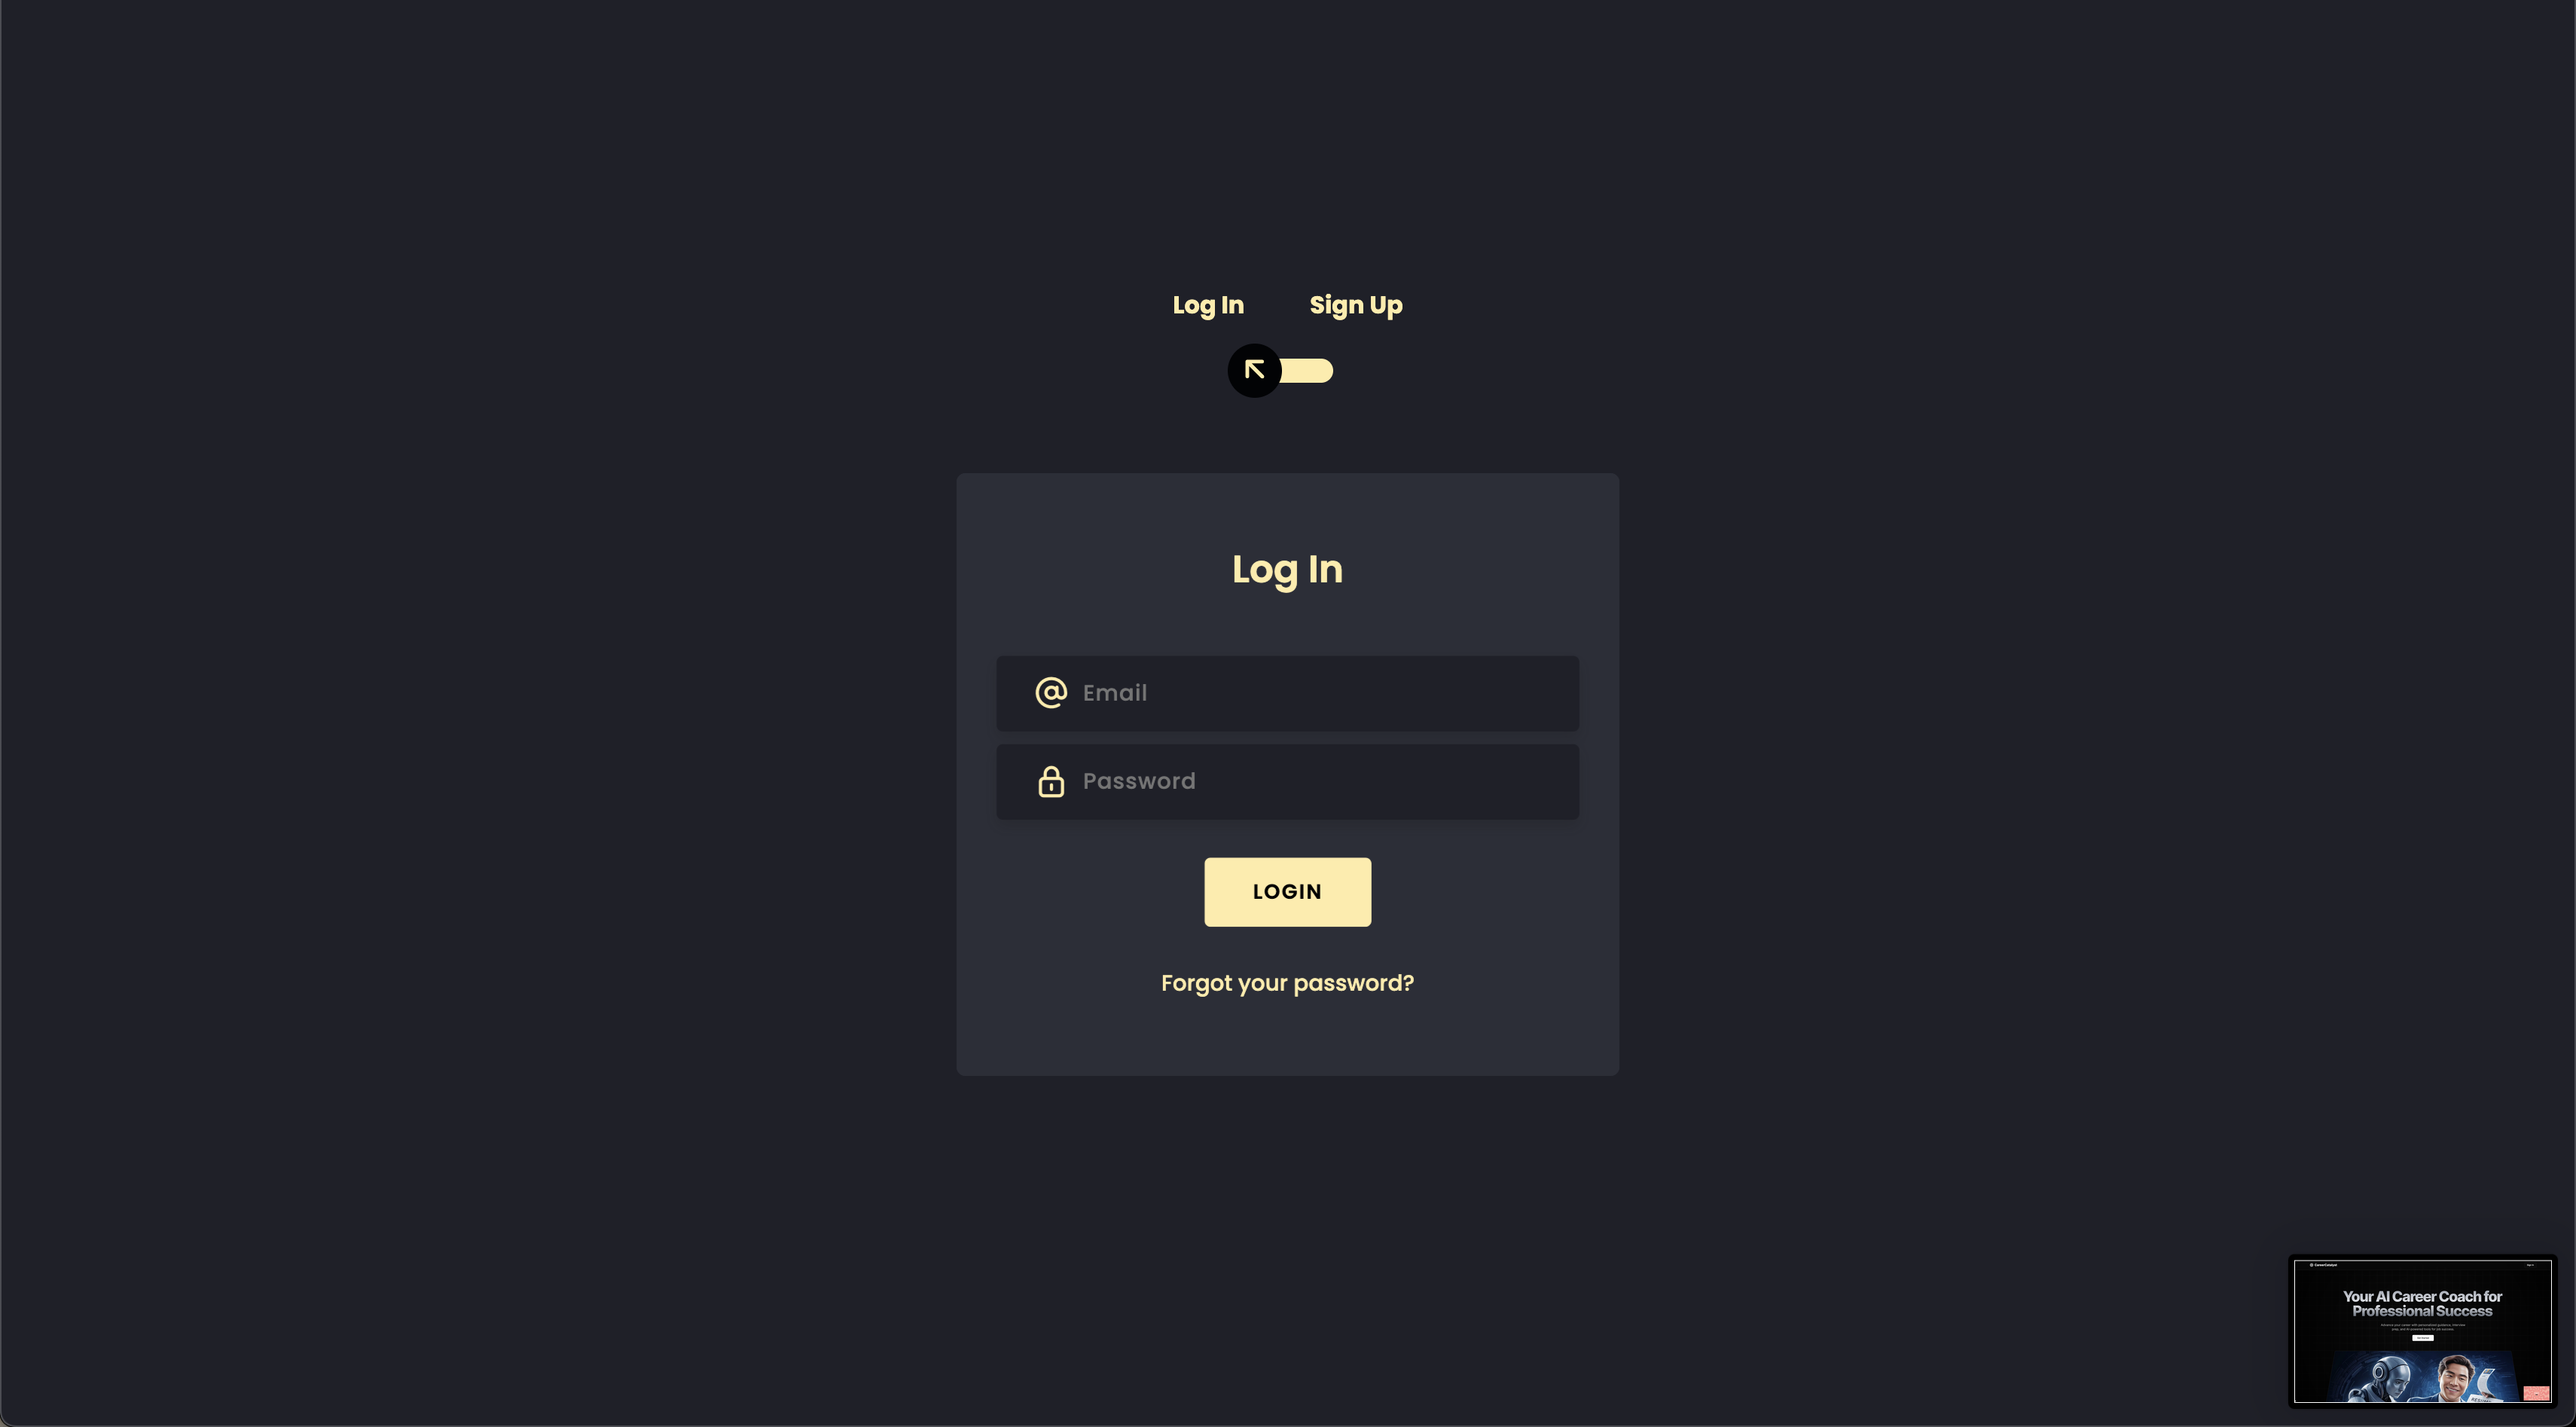 Log In Sign Up
Log In
@ Email
Password
LOGIN
Forgot your password?
CareerCatalyst
Your AI Career Coach for
Professional Success